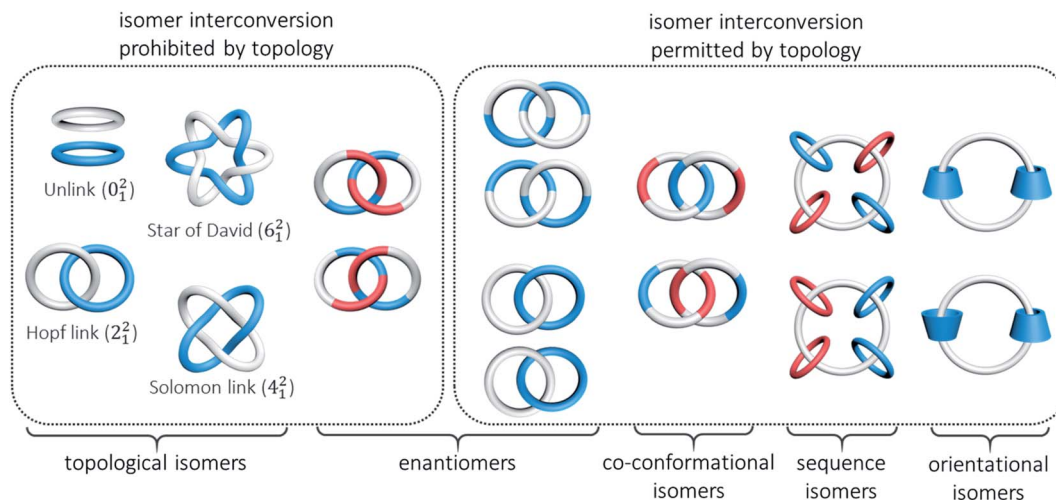 isomer interconversion
prohibited by topology
isomer interconversion
permitted by topology
Unlink (0²₁)
Star of David (6²₁)
Hopf link (2²₁)
Solomon link (4²₁)
topological isomers
enantiomers
co-conformational
isomers
sequence
isomers
orientational
isomers